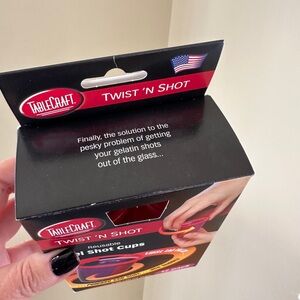 TABLECRAFT
TWIST 'N SHOT
Finally, the solution to the
pesky problem of getting
your gelatin shots
out of the glass...
TABLECRAFT
TWIST 'N SHOT
Reusable
Shot Cups